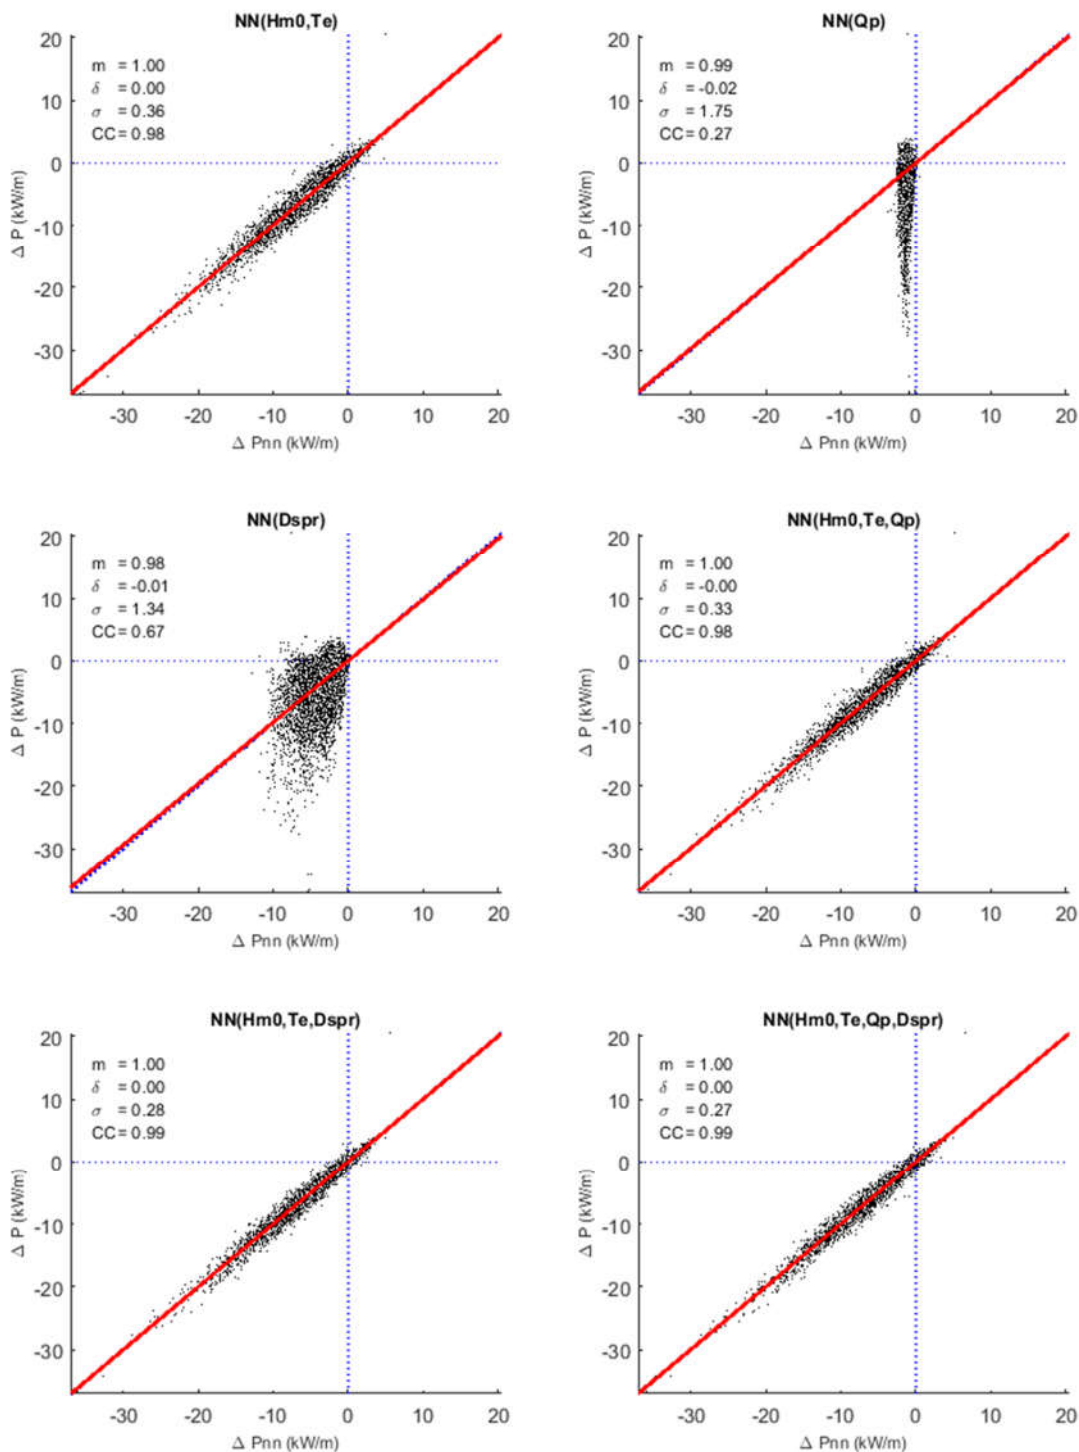 NN(Hm0,Te)
20
m = 1.00
δ = 0.00
σ = 0.36
CC = 0.98
10
0
-10
-20
-30
Δ P (kW/m)
-30 -20 -10 0 10 20
Δ Pnn (kW/m)
NN(Qp)
20
m = 0.99
δ = -0.02
σ = 1.75
CC = 0.27
10
0
-10
-20
-30
Δ P (kW/m)
-30 -20 -10 0 10 20
Δ Pnn (kW/m)
NN(Dspr)
20
m = 0.98
δ = -0.01
σ = 1.34
CC = 0.67
10
0
-10
-20
-30
Δ P (kW/m)
-30 -20 -10 0 10 20
Δ Pnn (kW/m)
NN(Hm0,Te,Qp)
20
m = 1.00
δ = -0.00
σ = 0.33
CC = 0.98
10
0
-10
-20
-30
Δ P (kW/m)
-30 -20 -10 0 10 20
Δ Pnn (kW/m)
NN(Hm0,Te,Dspr)
20
m = 1.00
δ = 0.00
σ = 0.28
CC = 0.99
10
0
-10
-20
-30
Δ P (kW/m)
-30 -20 -10 0 10 20
Δ Pnn (kW/m)
NN(Hm0,Te,Qp,Dspr)
20
m = 1.00
δ = 0.00
σ = 0.27
CC = 0.99
10
0
-10
-20
-30
Δ P (kW/m)
-30 -20 -10 0 10 20
Δ Pnn (kW/m)